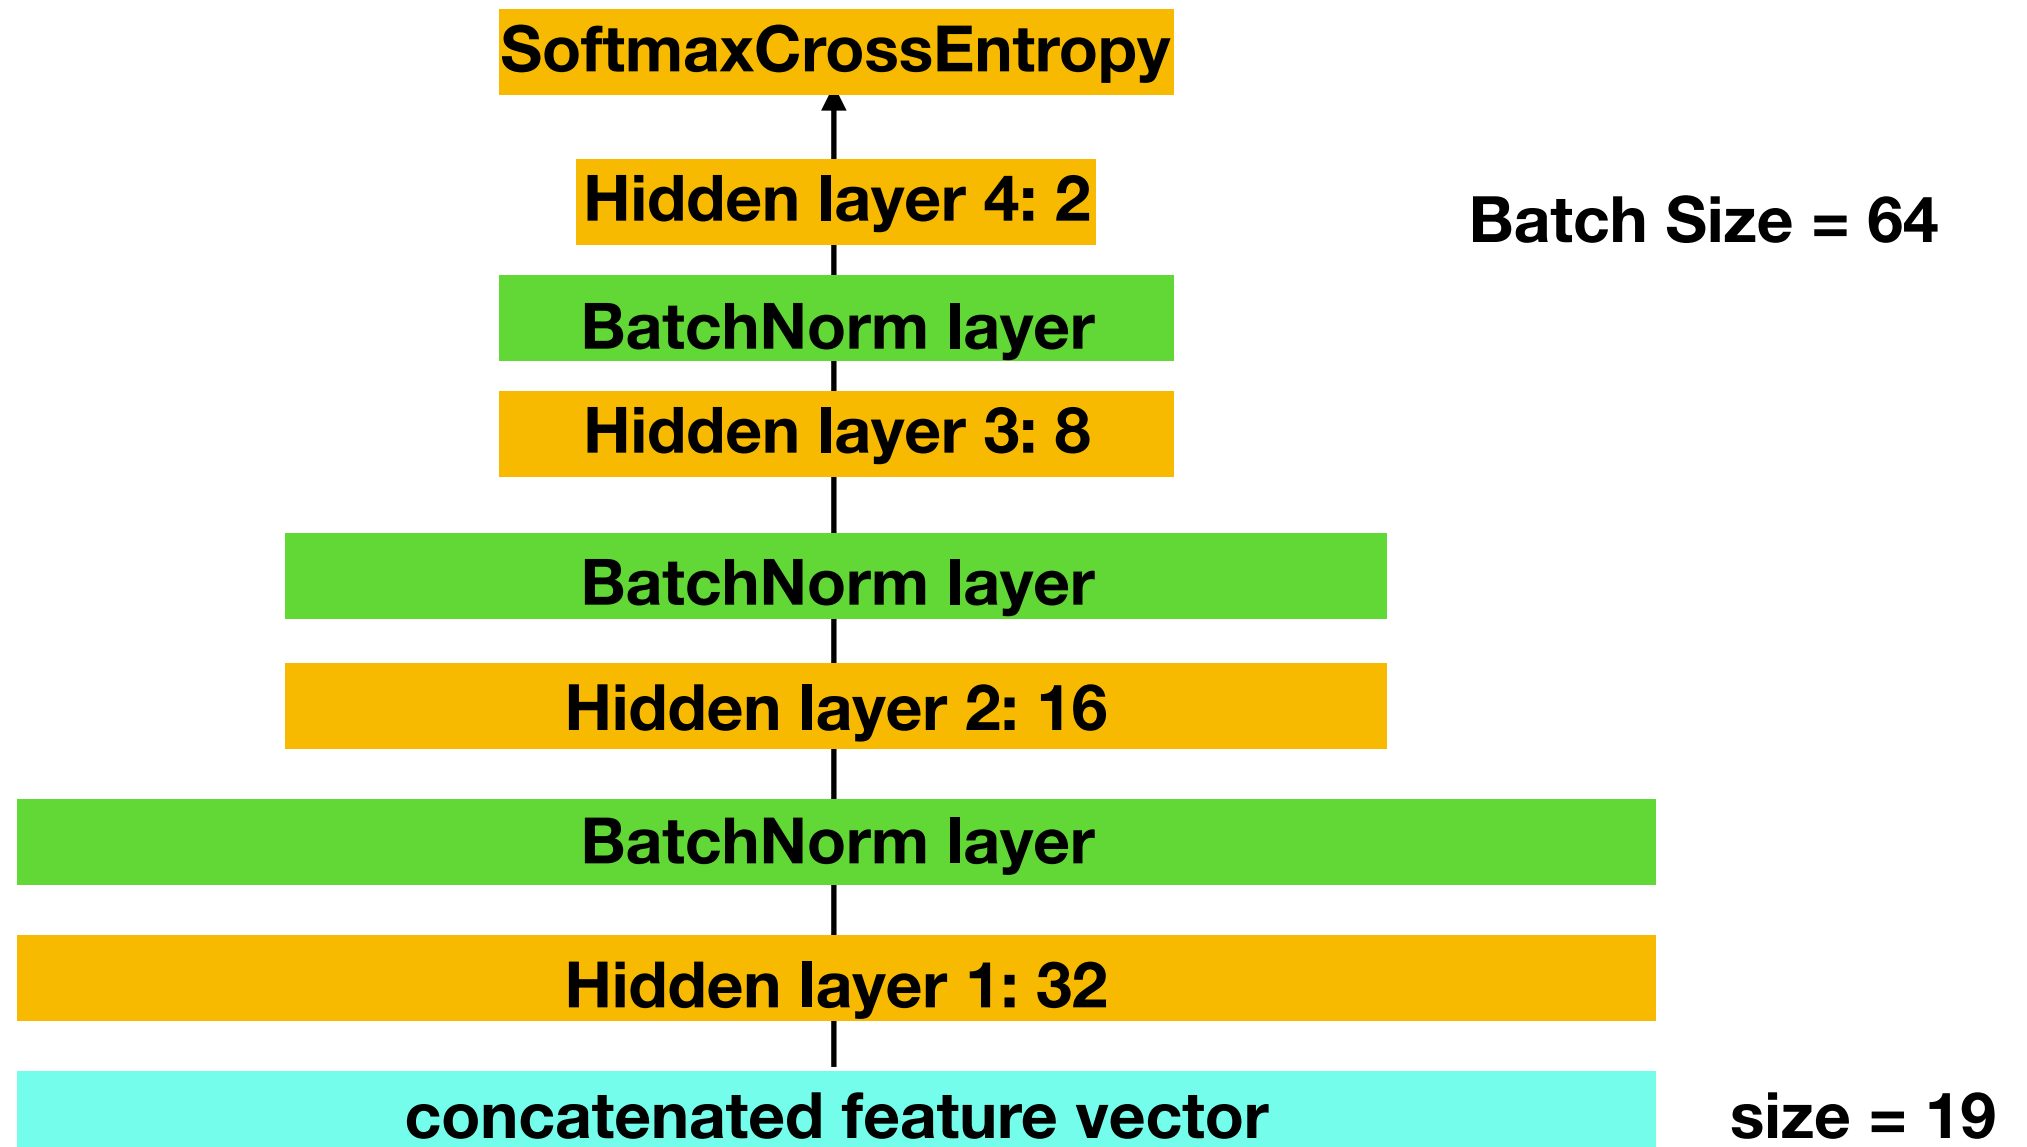 SoftmaxCrossEntropy
Hidden layer 4: 2
Batch Size = 64
BatchNorm layer
Hidden layer 3: 8
BatchNorm layer
Hidden layer 2: 16
BatchNorm layer
Hidden layer 1: 32
concatenated feature vector
size = 19